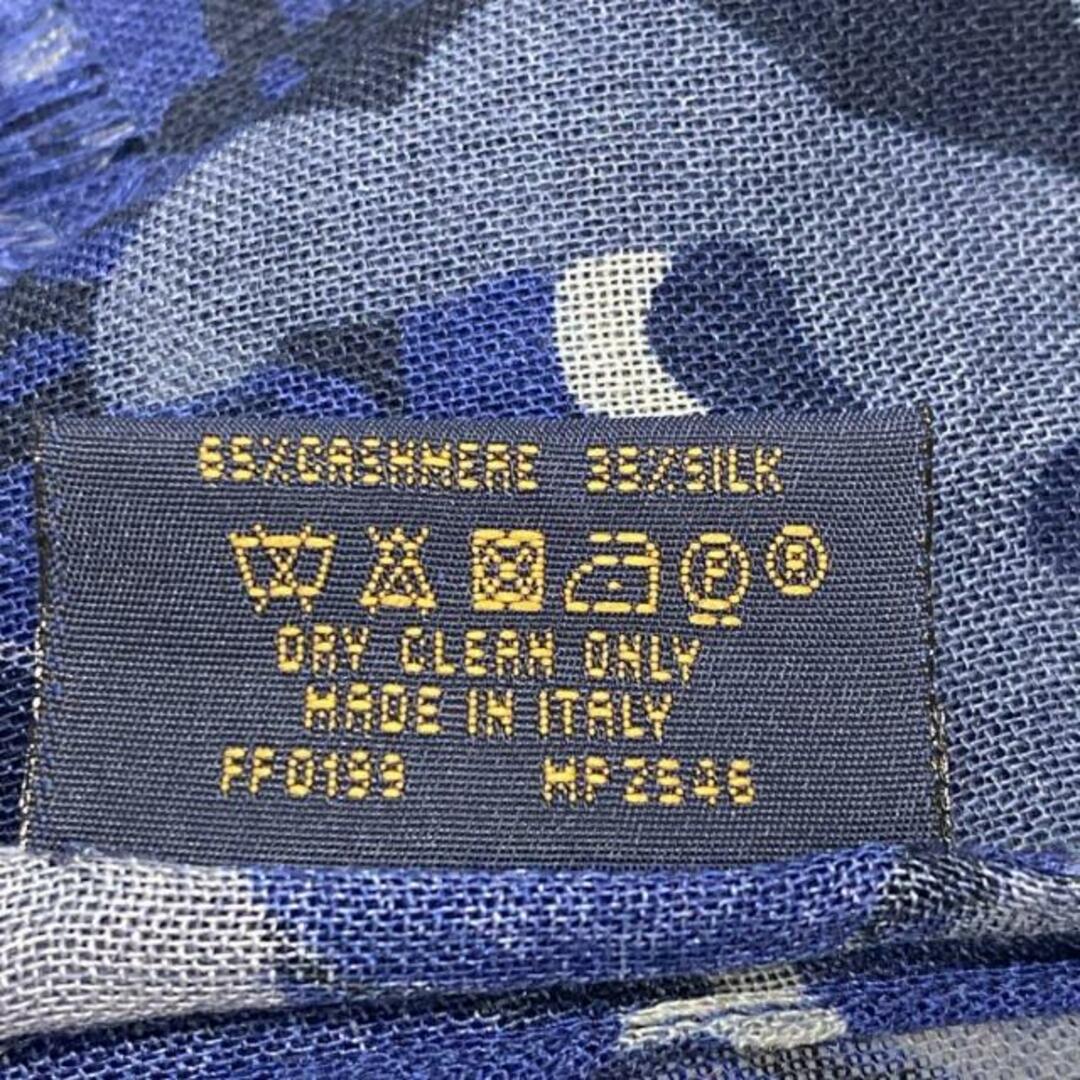 65%CASHMERE 35%SILK
F
DRY CLEAN ONLY
MADE IN ITALY
FF0199 MP2546